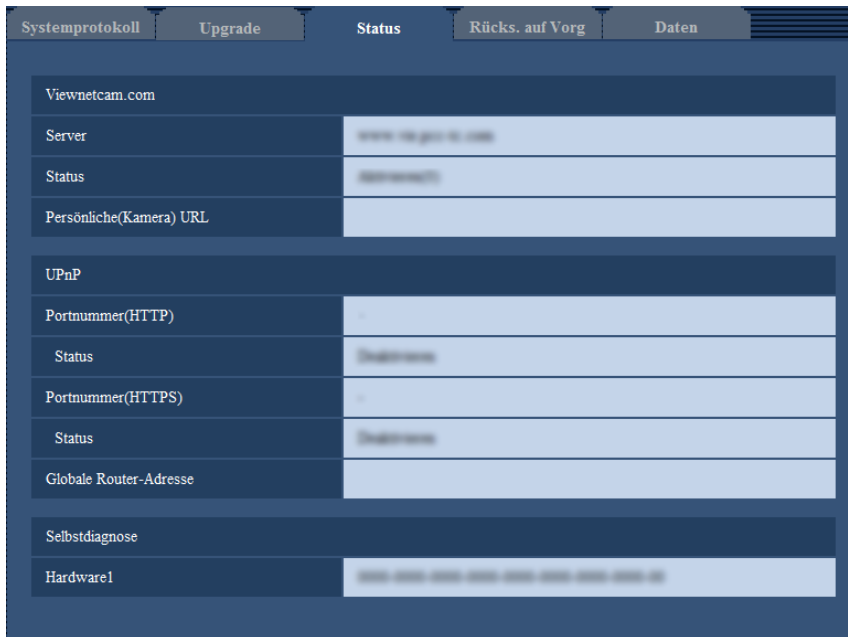 Systemprotokoll Upgrade Status Rücks. auf Vorg Daten
Viewnetcam.com
Server
Status
Persönliche(Kamera) URL
UPnP
Portnummer(HTTP) -
Status Deaktivieren
Portnummer(HTTPS) -
Status Deaktivieren
Globale Router-Adresse
Selbstdiagnose
Hardware1